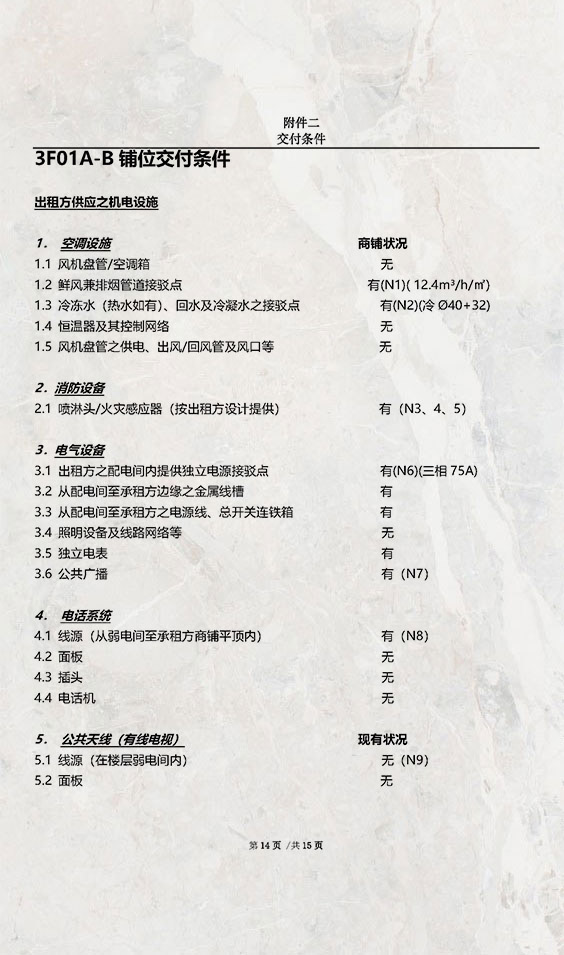 附件二
交付条件
3F01A-B 铺位交付条件
出租方供应之机电设施
1. 空调设施 商铺状况
1.1 风机盘管/空调箱 无
1.2 鲜风兼排烟管道接驳点 有(N1)( 12.4m³/h/㎡)
1.3 冷冻水（热水如有）、回水及冷凝水之接驳点 有(N2)(冷 Ø40+32)
1.4 恒温器及其控制网络 无
1.5 风机盘管之供电、出风/回风管及风口等 无
2. 消防设备
2.1 喷淋头/火灾感应器（按出租方设计提供） 有（N3、4、5）
3. 电气设备
3.1 出租方之配电间内提供独立电源接驳点 有(N6)(三相 75A)
3.2 从配电间至承租方边缘之金属线槽 有
3.3 从配电间至承租方之电源线、总开关连铁箱 有
3.4 照明设备及线路网络等 无
3.5 独立电表 有
3.6 公共广播 有（N7）
4. 电话系统
4.1 线源（从弱电间至承租方商铺平顶内） 有（N8）
4.2 面板 无
4.3 插头 无
4.4 电话机 无
5. 公共天线（有线电视） 现有状况
5.1 线源（在楼层弱电间内） 无（N9）
5.2 面板 无
第 14 页 /共 15 页